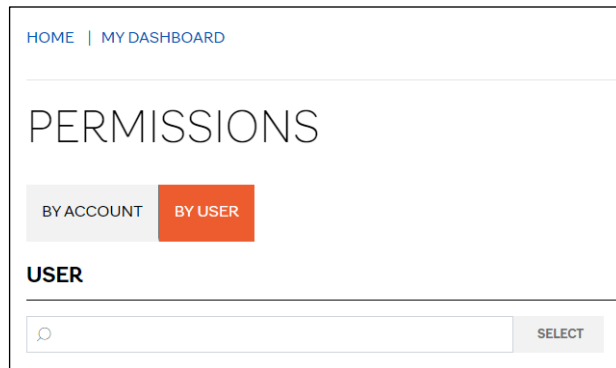 HOME | MY DASHBOARD
PERMISSIONS
BY ACCOUNT BY USER
USER
SELECT